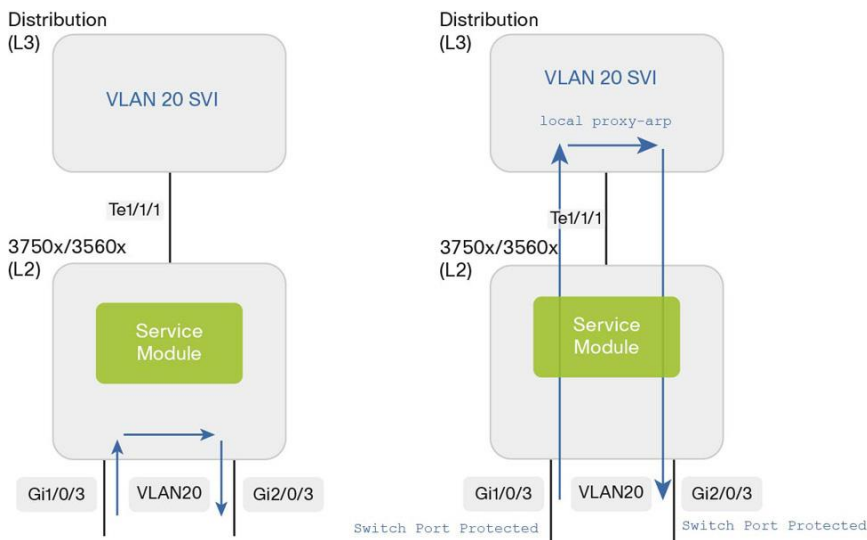 Distribution
(L3)
VLAN 20 SVI
Te1/1/1
3750x/3560x
(L2)
Service
Module
Gi1/0/3
VLAN20
Gi2/0/3
Distribution
(L3)
VLAN 20 SVI
local proxy-arp
Te1/1/1
3750x/3560x
(L2)
Service
Module
Gi1/0/3
VLAN20
Gi2/0/3
Switch Port Protected
Switch Port Protected